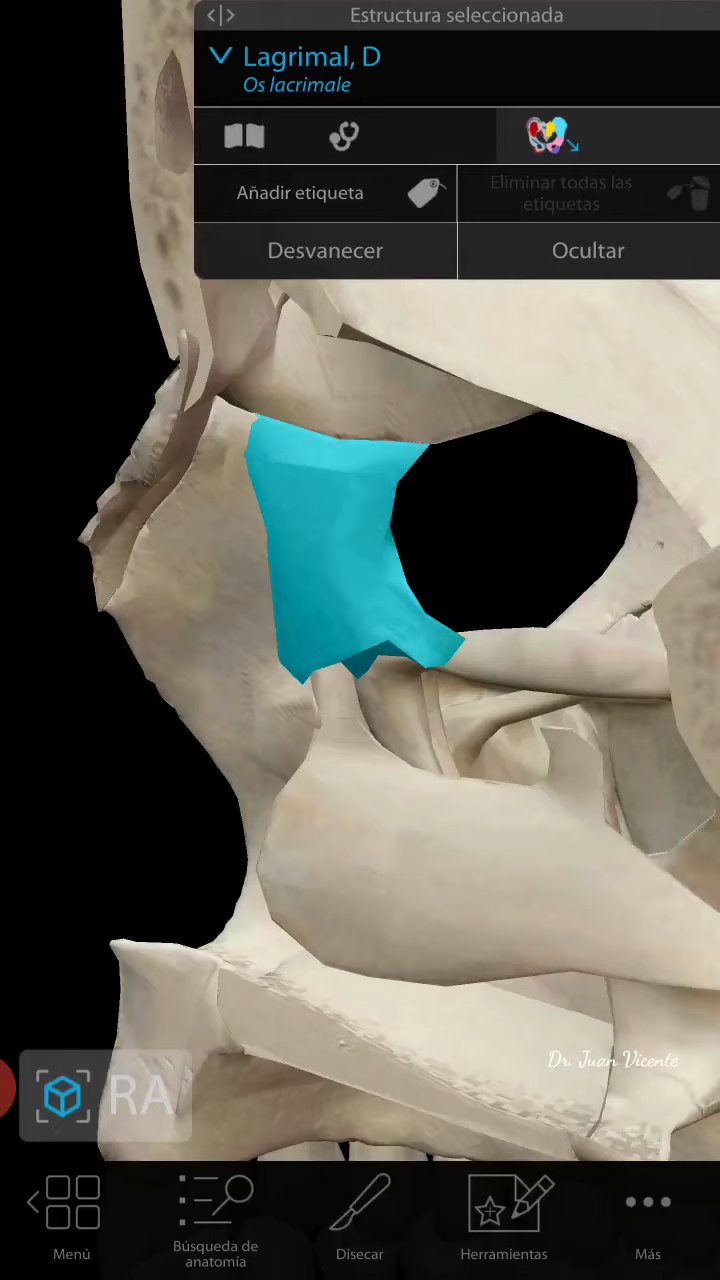 Estructura seleccionada
Lagrimal, D
Os lacrimale
Añadir etiqueta
Eliminar todas las
etiquetas
Desvanecer
Ocultar
Dr. Juan Vicente
RA
Menú
Búsqueda de
anatomía
Disecar
Herramientas
Más